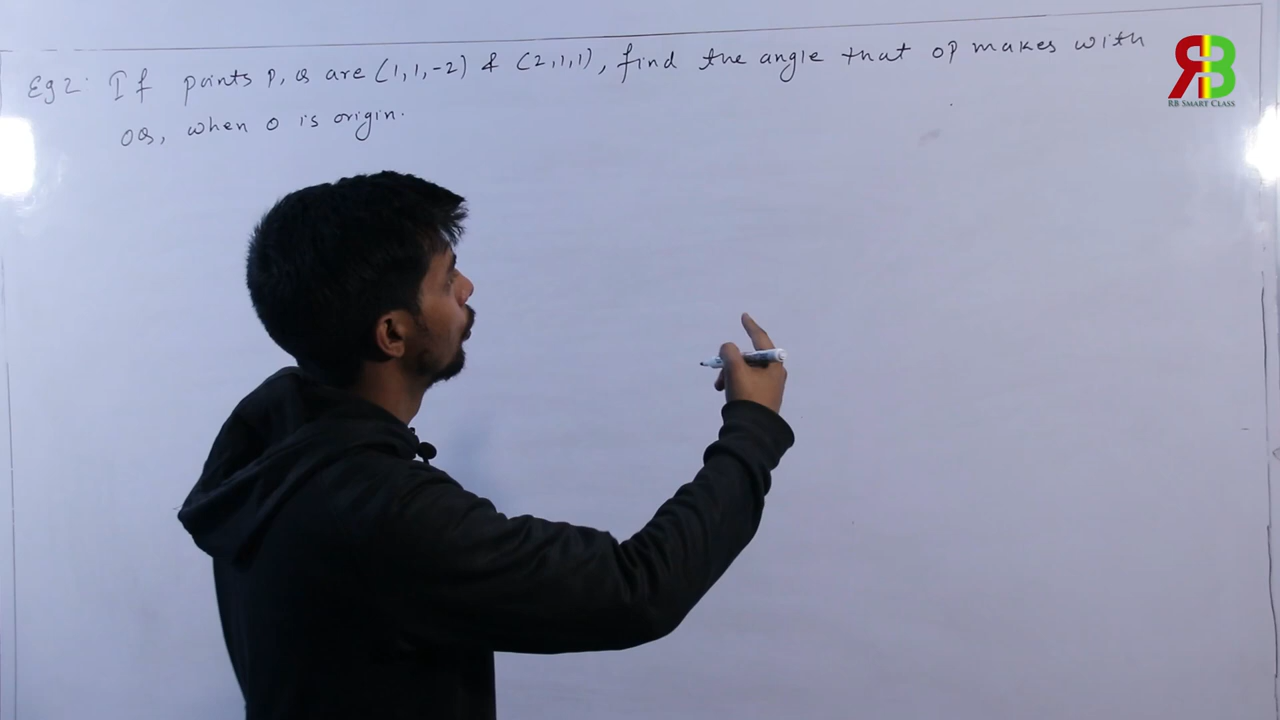 Eg 2: If points P, Q are (1,1,-2) & (2,1,1), find the angle that OP makes with
OQ, when O is origin.
RB
RB SMART CLASS